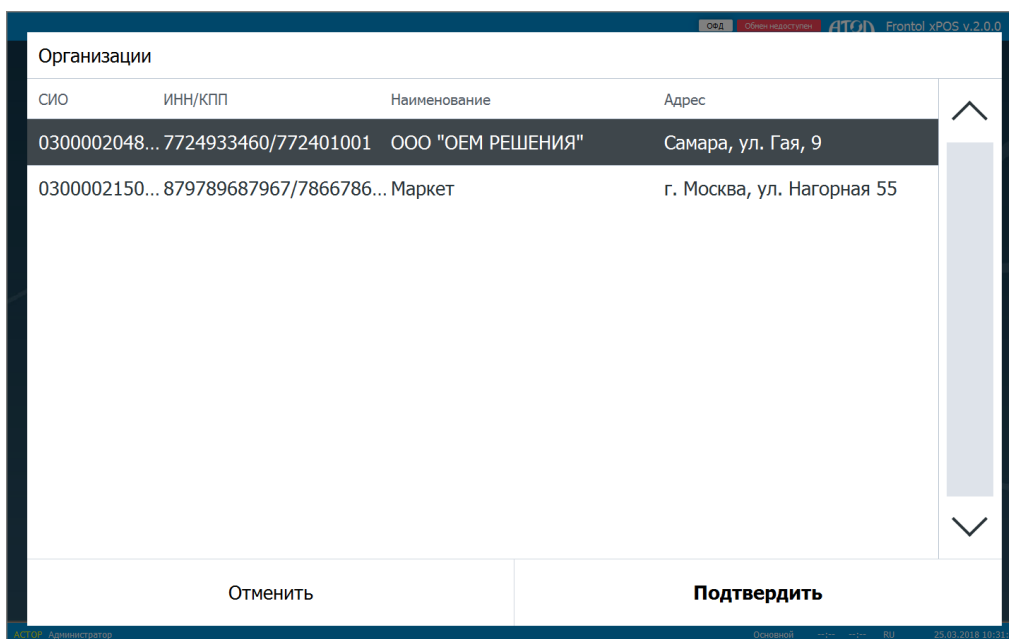 ОФД Обмен недоступен АТОЛ Frontol xPOS v.2.0.0
Организации
СИО ИНН/КПП Наименование Адрес
0300002048... 7724933460/772401001 ООО "ОЕМ РЕШЕНИЯ" Самара, ул. Гая, 9
0300002150... 879789687967/7866786... Маркет г. Москва, ул. Нагорная 55
Отменить Подтвердить
АСТОР Администратор Основной --:-- --:-- RU 25.03.2018 10:31: